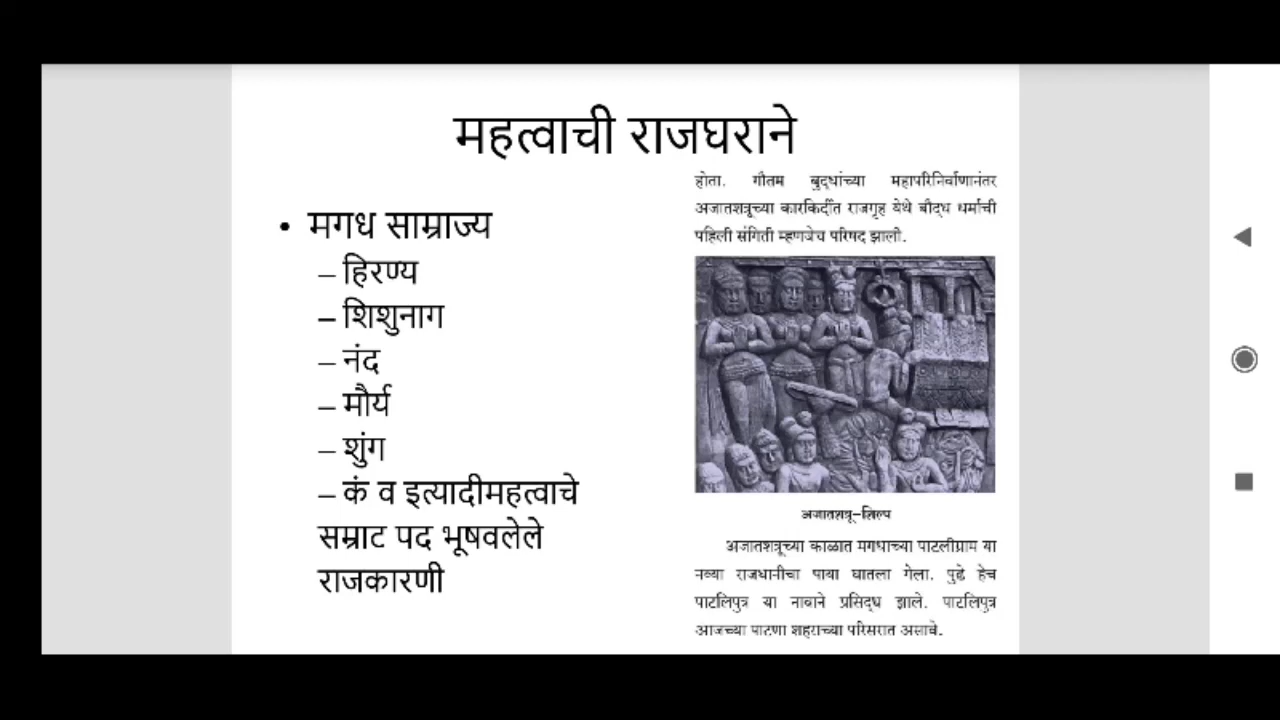 महत्वाची राजघराने
• मगध साम्राज्य
– हिरण्य
– शिशुनाग
– नंद
– मौर्य
– शुंग
– कं व इत्यादीमहत्वाचे
सम्राट पद भूषवलेले
राजकारणी
होता. गौतम बुद्धांच्या महापरिनिर्वाणानंतर
अजातशत्रूच्या कारकिर्दीत राजगृह येथे बौद्ध धर्माची
पहिली संगिती म्हणजेच परिषद झाली.
अजातशत्रू-शिल्प
अजातशत्रूच्या काळात मगधाच्या पाटलीग्राम या
नव्या राजधानीचा पाया घातला गेला. पुढे हेच
पाटलिपुत्र या नावाने प्रसिद्ध झाले. पाटलिपुत्र
आजच्या पाटणा शहराच्या परिसरात असावे.